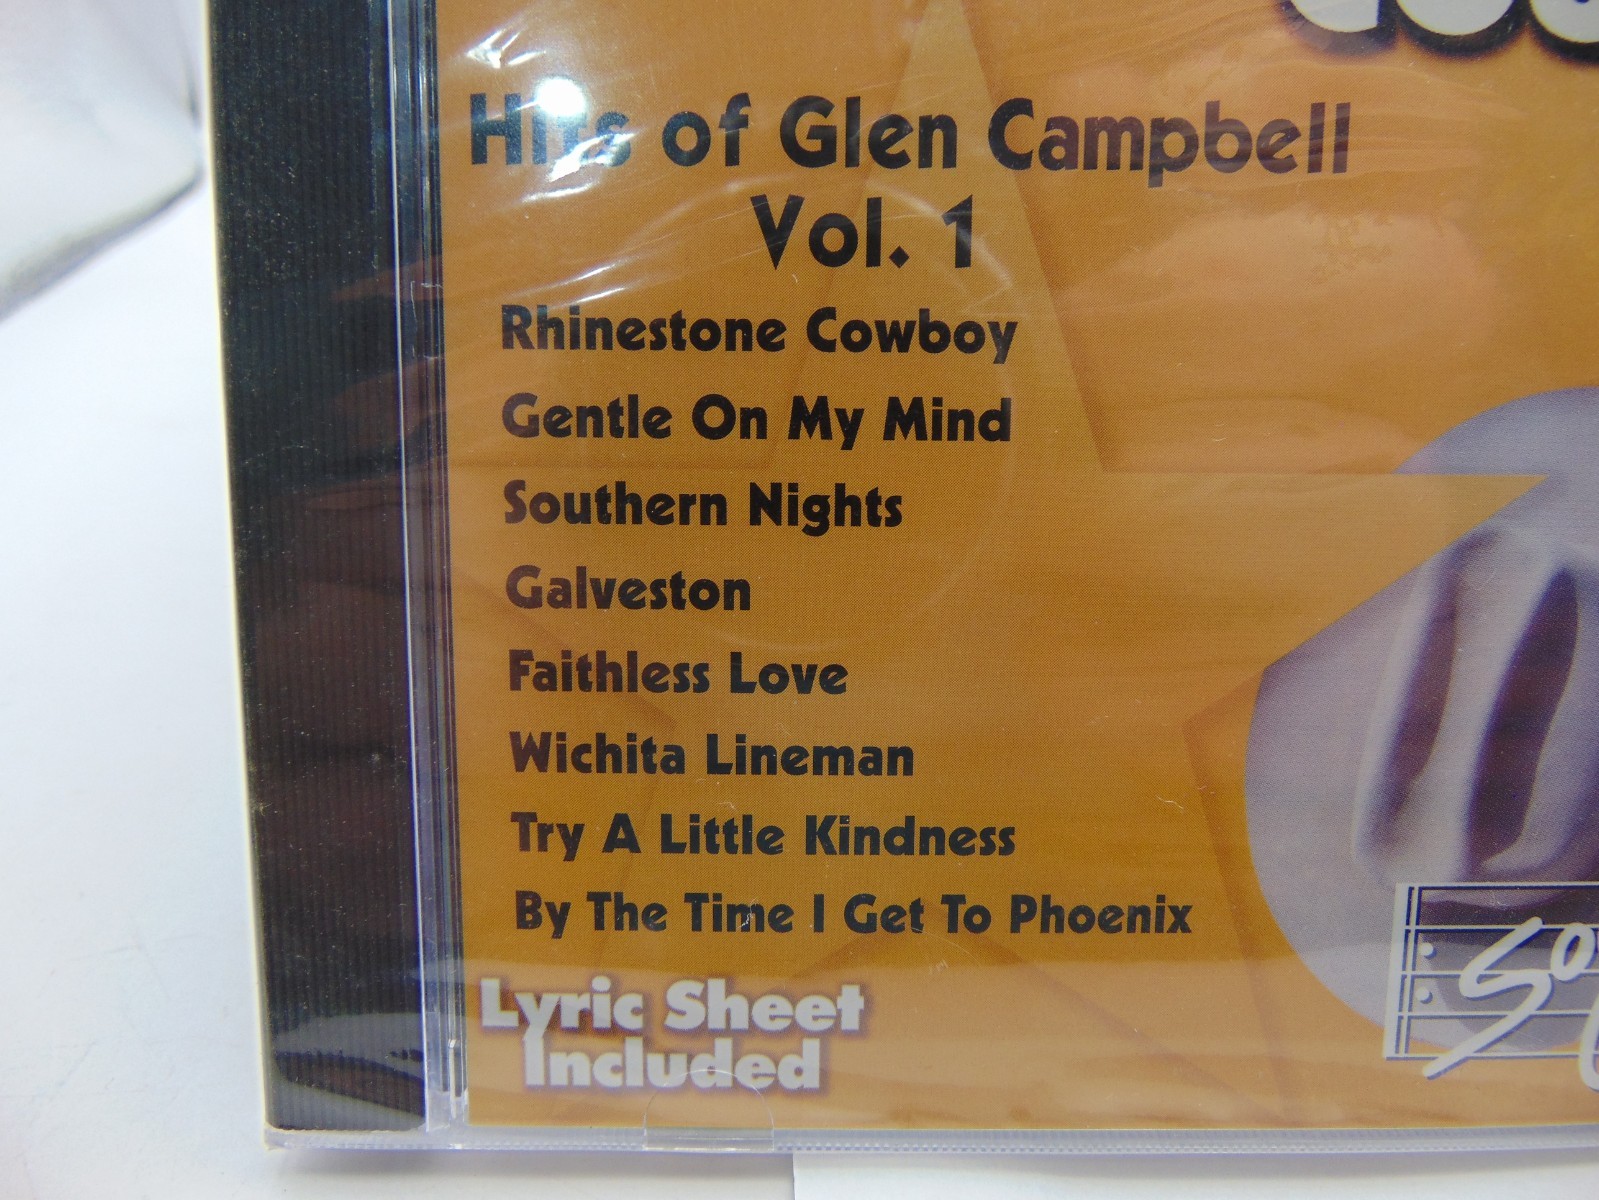 Hits of Glen Campbell
Vol. 1
Rhinestone Cowboy
Gentle On My Mind
Southern Nights
Galveston
Faithless Love
Wichita Lineman
Try A Little Kindness
By The Time I Get To Phoenix
Lyric Sheet
Included